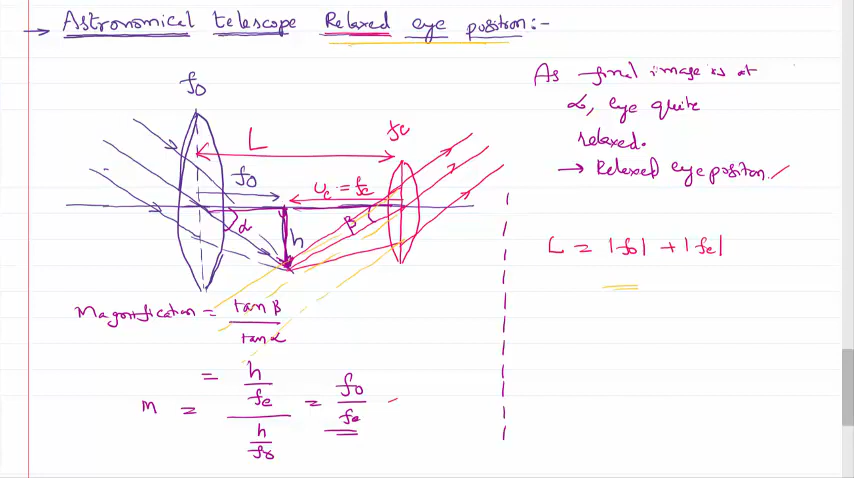 → Astronomical telescope Relaxed eye position:-
fo
fe
L
fo
ue = fe
α
β
h
As final image is at
∞, eye quite
relaxed.
→ Relaxed eye positon.
L = |fo| + |fe|
Magnification = tan β
tan α
= h
fe
m = = fo
fe
h
fo